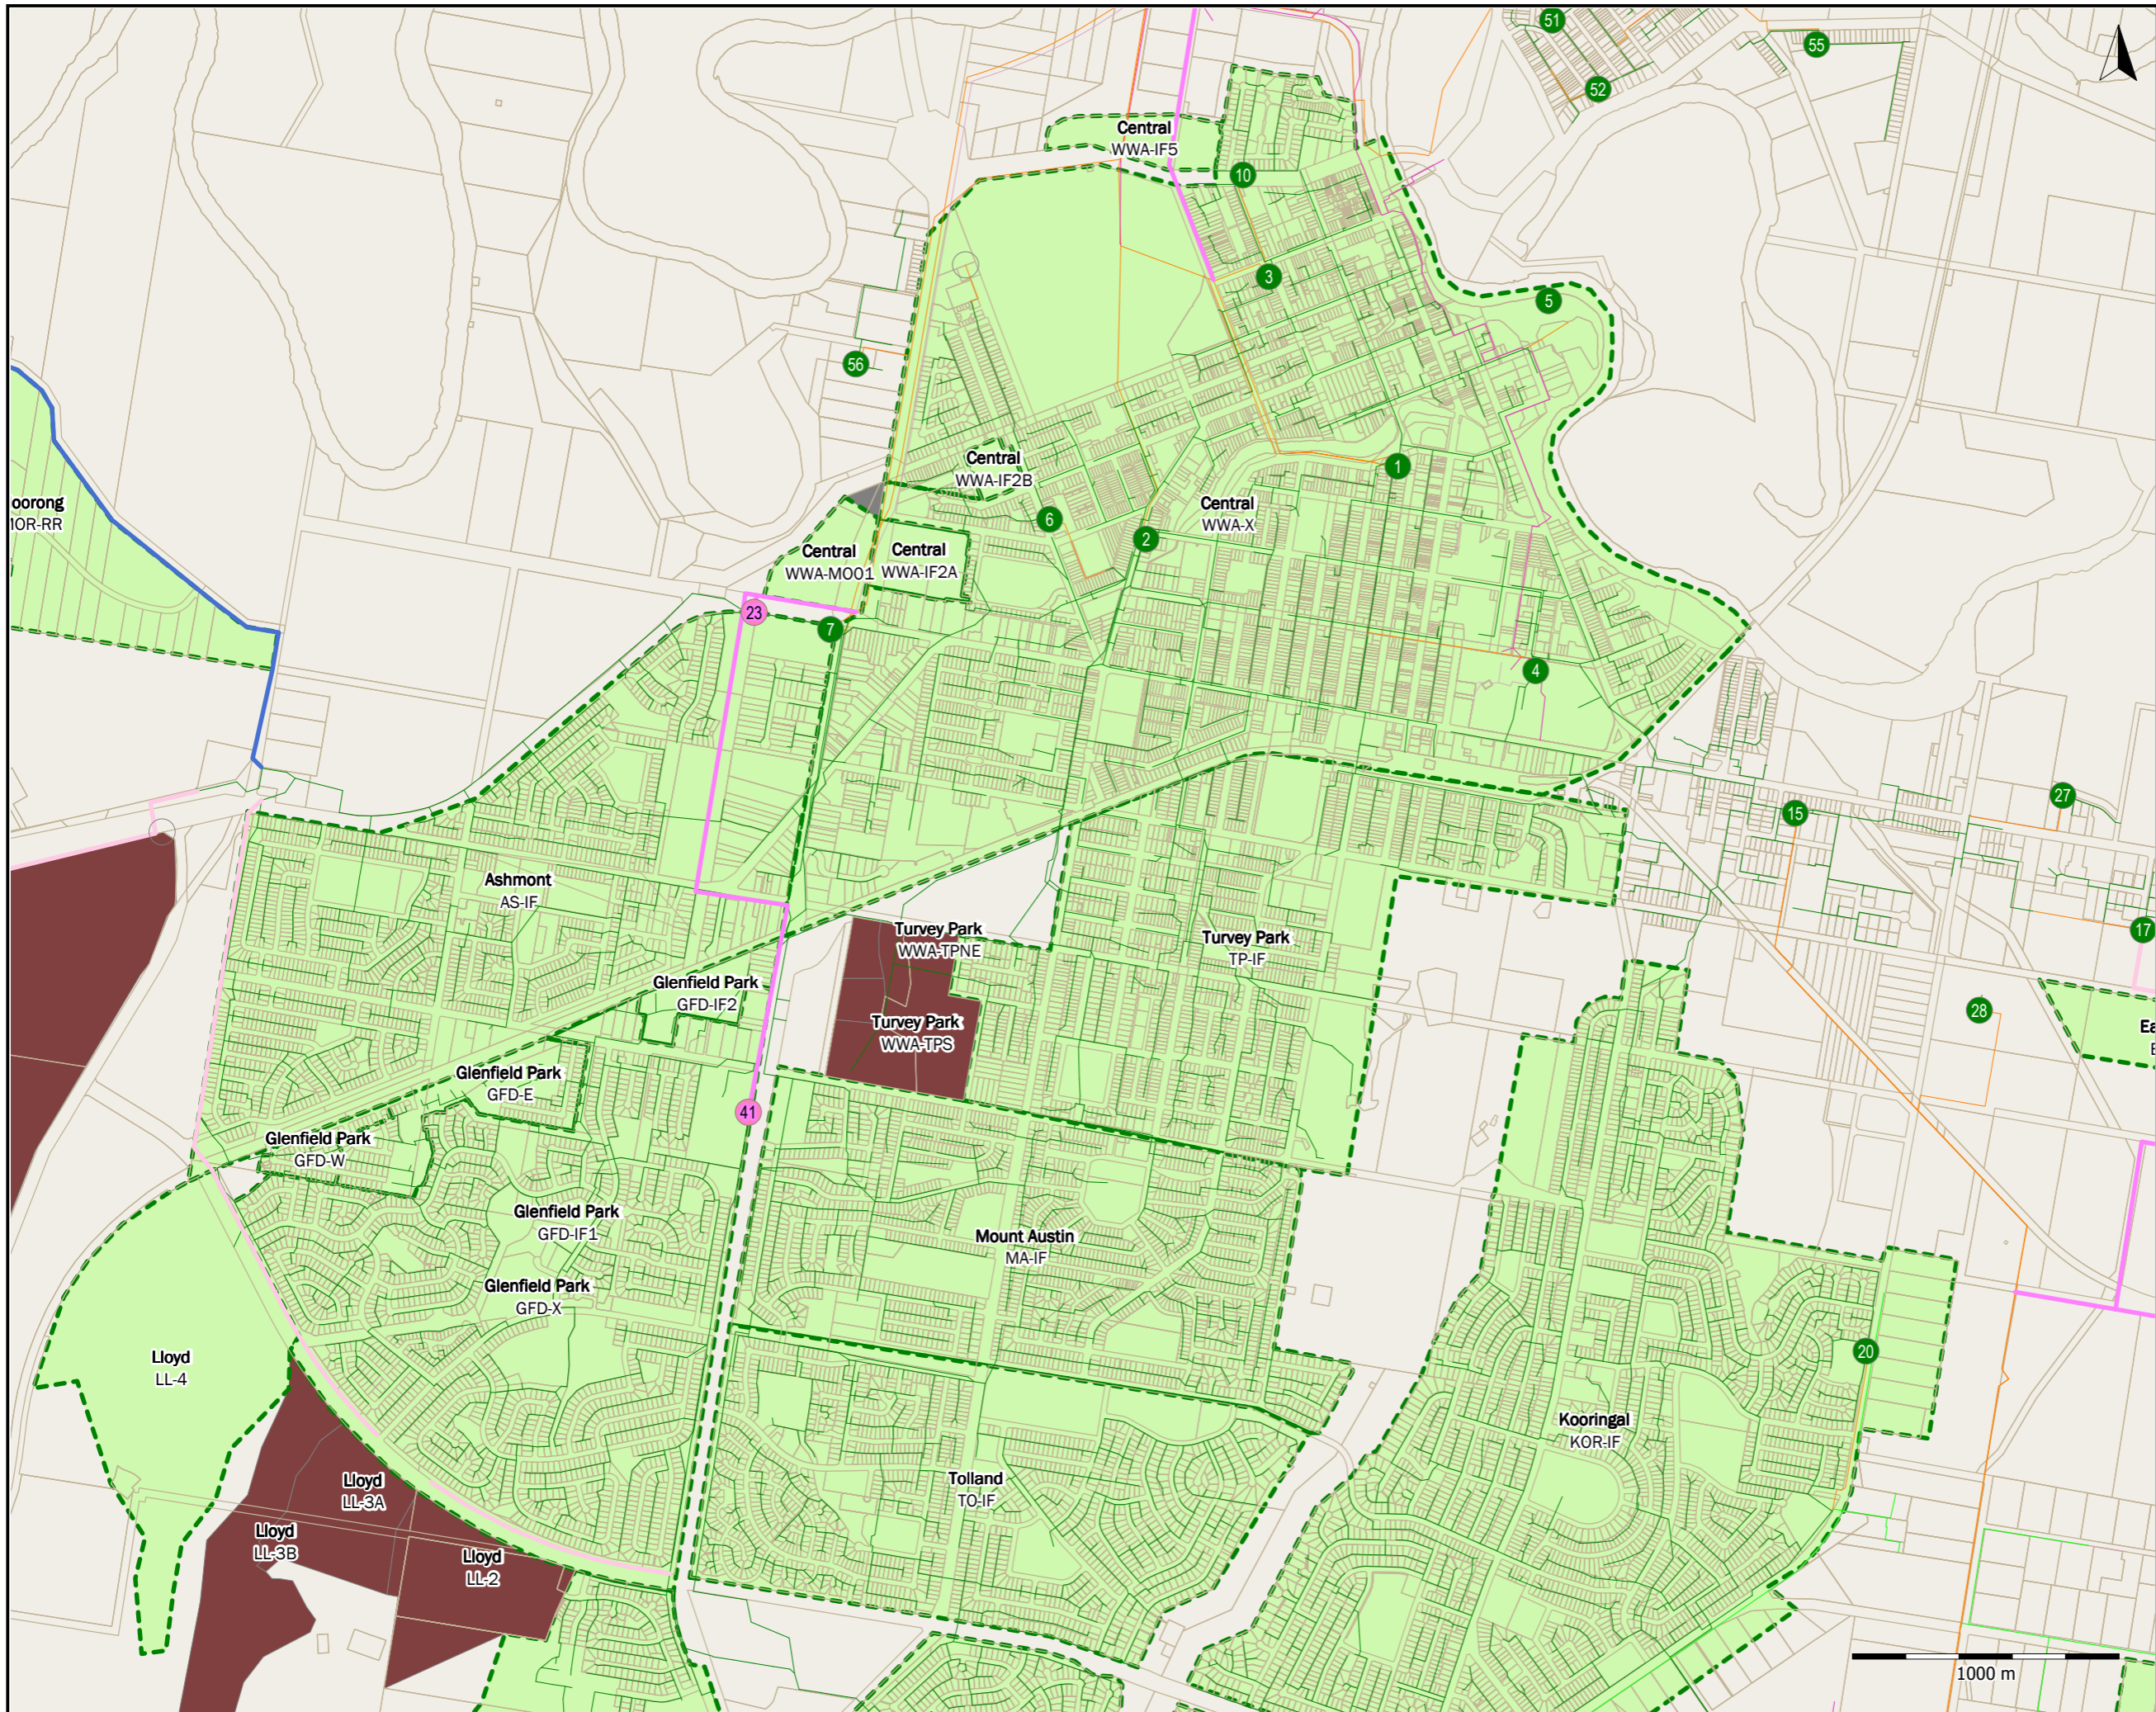 51
55
52
Central
WWA-IF5
10
3
5
56
Central
WWA-IF2B
1
oorong
IOR-RR
Central
WWA-X
6
2
Central
WWA-MO01
Central
WWA-IF2A
23
7
4
27
15
Ashmont
AS-IF
17
Turvey Park
WWA-TPNE
Turvey Park
TP-IF
Glenfield Park
GFD-IF2
28
Turvey Park
WWA-TPS
Ea
E
Glenfield Park
GFD-E
41
Glenfield Park
GFD-W
Glenfield Park
GFD-IF1
Mount Austin
MA-IF
Glenfield Park
GFD-X
20
Lloyd
LL-4
Kooringal
KOR-IF
Lloyd
LL-3A
Tolland
TO-IF
Lloyd
LL-3B
Lloyd
LL-2
1000 m